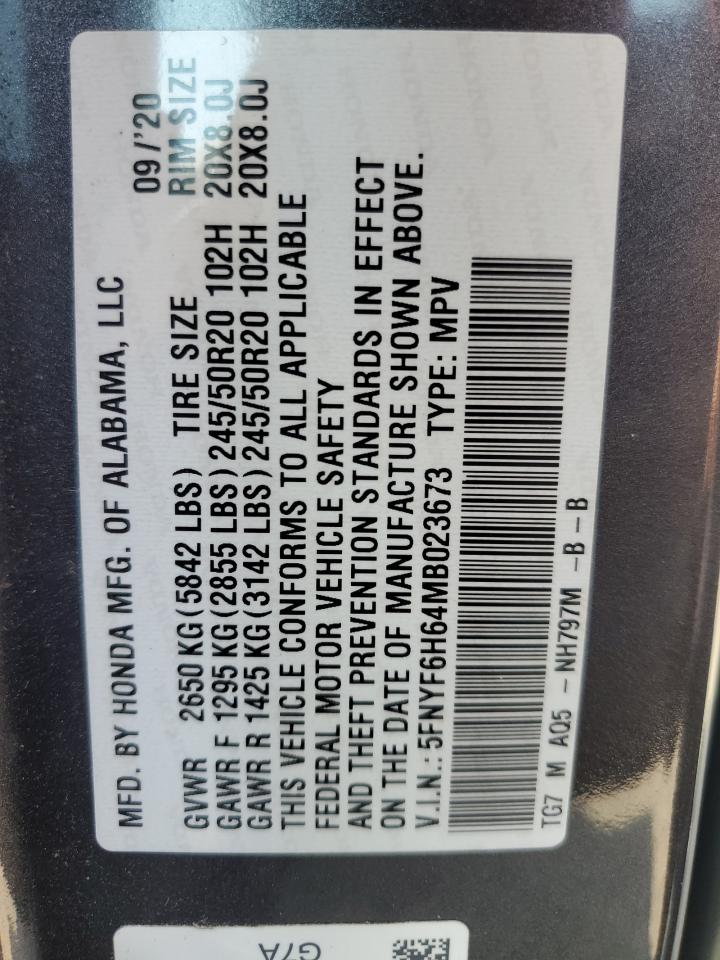 MFD. BY HONDA MFG. OF ALABAMA, LLC 09/'20
GVWR 2650 KG(5842 LBS) TIRE SIZE RIM SIZE
GAWR F 1295 KG(2855 LBS)245/50R20 102H 20X8.0J
GAWR R 1425 KG(3142 LBS)245/50R20 102H 20X8.0J
THIS VEHICLE CONFORMS TO ALL APPLICABLE
FEDERAL MOTOR VEHICLE SAFETY
AND THEFT PREVENTION STANDARDS IN EFFECT
ON THE DATE OF MANUFACTURE SHOWN ABOVE.
V.I.N.:5FNYF6H64MB023673 TYPE: MPV
TG7 M A05 - NH797M -B-B
G7A